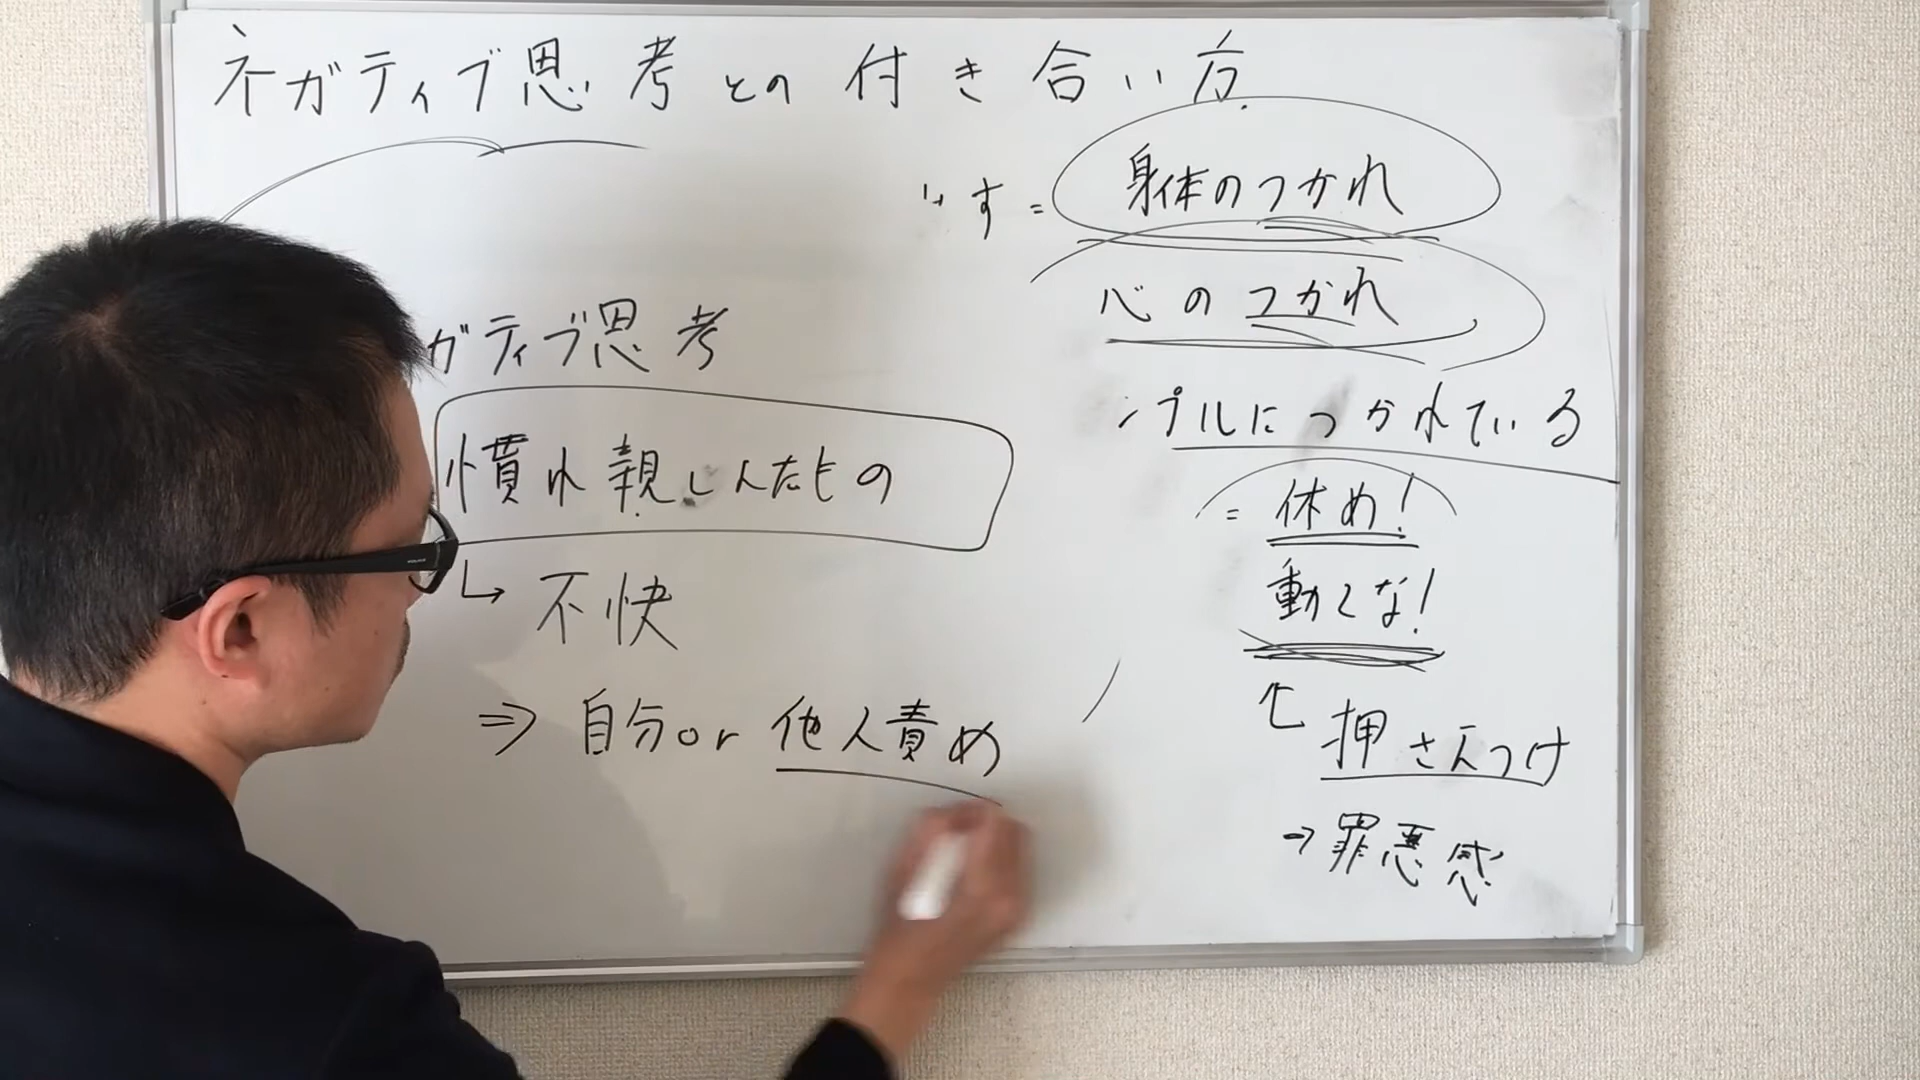 ネガティブ思考との付き合い方
ガティブ思考
慣れ親しんだもの
↳ 不快
⇒ 自分or 他人責め
す = 身体のつかれ
心のつかれ
プルにつかれている
= 休め!
動くな!
押さえつけ
⇒ 罪悪感